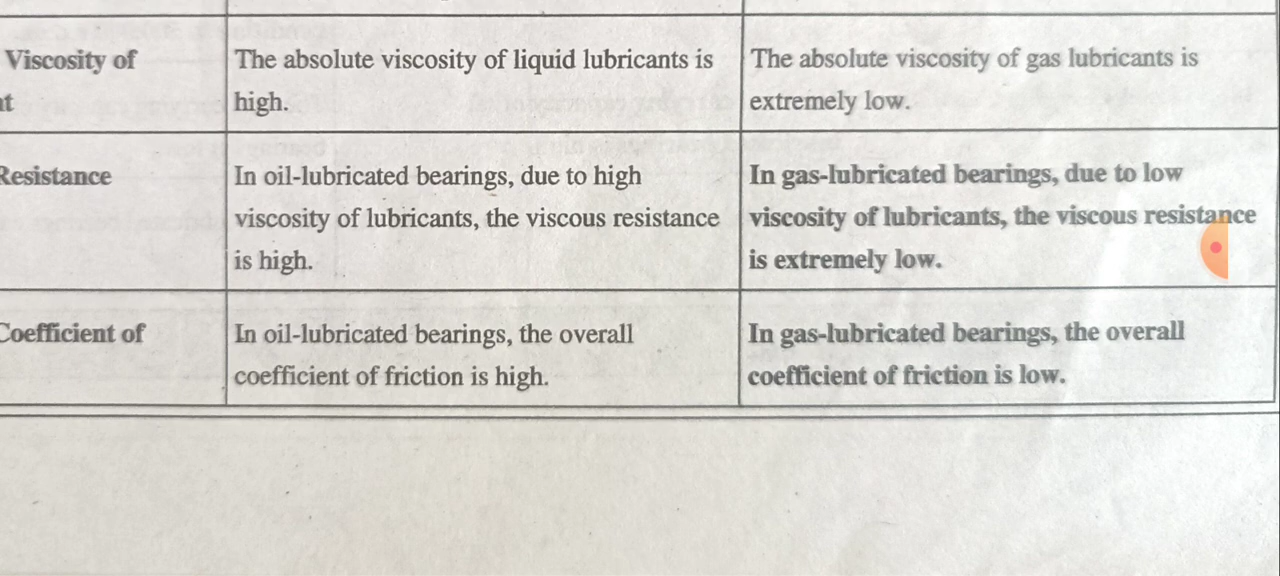 Viscosity of
The absolute viscosity of liquid lubricants is
high.
The absolute viscosity of gas lubricants is
extremely low.
Resistance
In oil-lubricated bearings, due to high
viscosity of lubricants, the viscous resistance
is high.
In gas-lubricated bearings, due to low
viscosity of lubricants, the viscous resistance
is extremely low.
Coefficient of
In oil-lubricated bearings, the overall
coefficient of friction is high.
In gas-lubricated bearings, the overall
coefficient of friction is low.